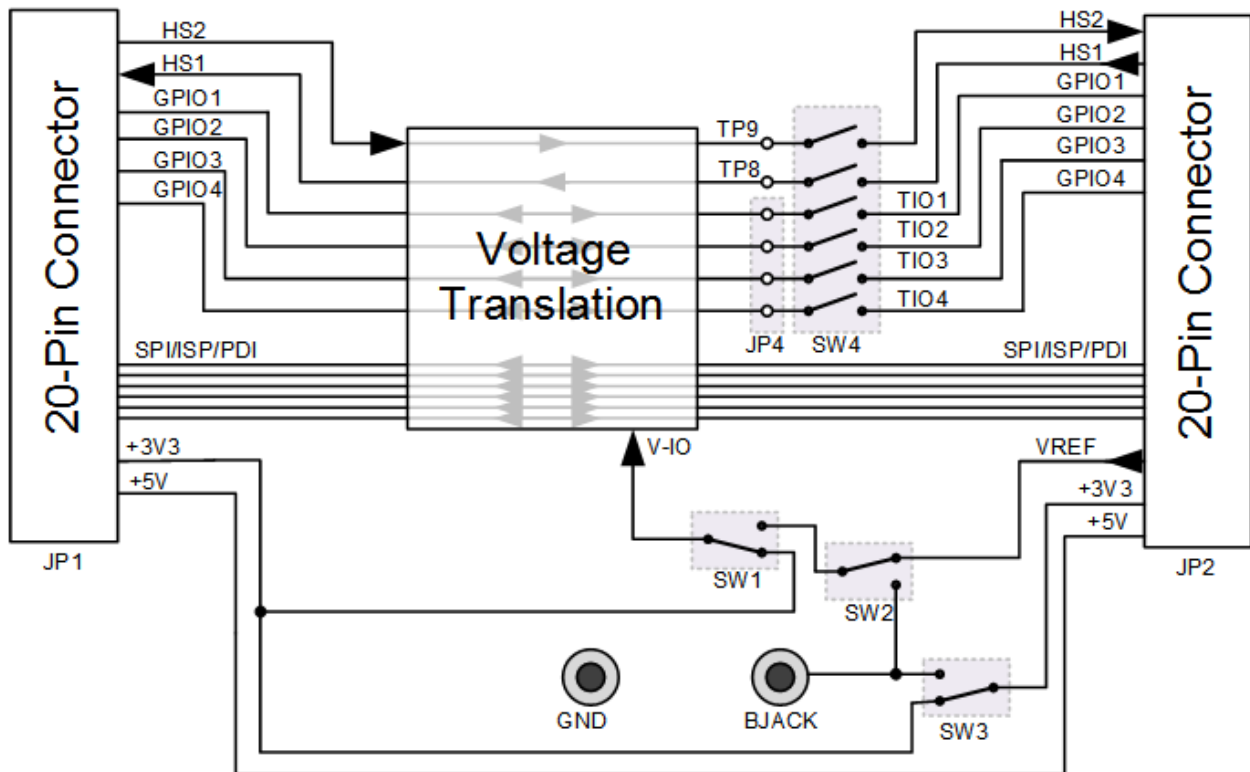 20-Pin Connector
JP1
HS2
HS1
GPIO1
GPIO2
GPIO3
GPIO4
SPI/ISP/PDI
+3V3
+5V
Voltage
Translation
V-IO
TP9
TP8
TIO1
TIO2
TIO3
TIO4
JP4
SW4
HS2
HS1
GPIO1
GPIO2
GPIO3
GPIO4
SPI/ISP/PDI
VREF
+3V3
+5V
20-Pin Connector
JP2
SW1
SW2
SW3
GND
BJACK